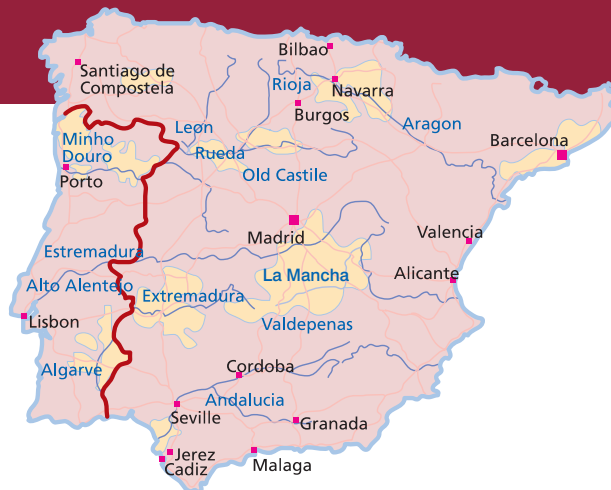 Bilbao
Santiago de
Compostela
Rioja
Navarra
Burgos
Leon
Aragon
Minho
Douro
Rueda
Barcelona
Porto
Old Castile
Madrid
Valencia
Estremadura
La Mancha
Alicante
Alto Alentejo
Extremadura
Lisbon
Valdepenas
Algarve
Cordoba
Andalucia
Seville
Granada
Jerez
Cadiz
Malaga